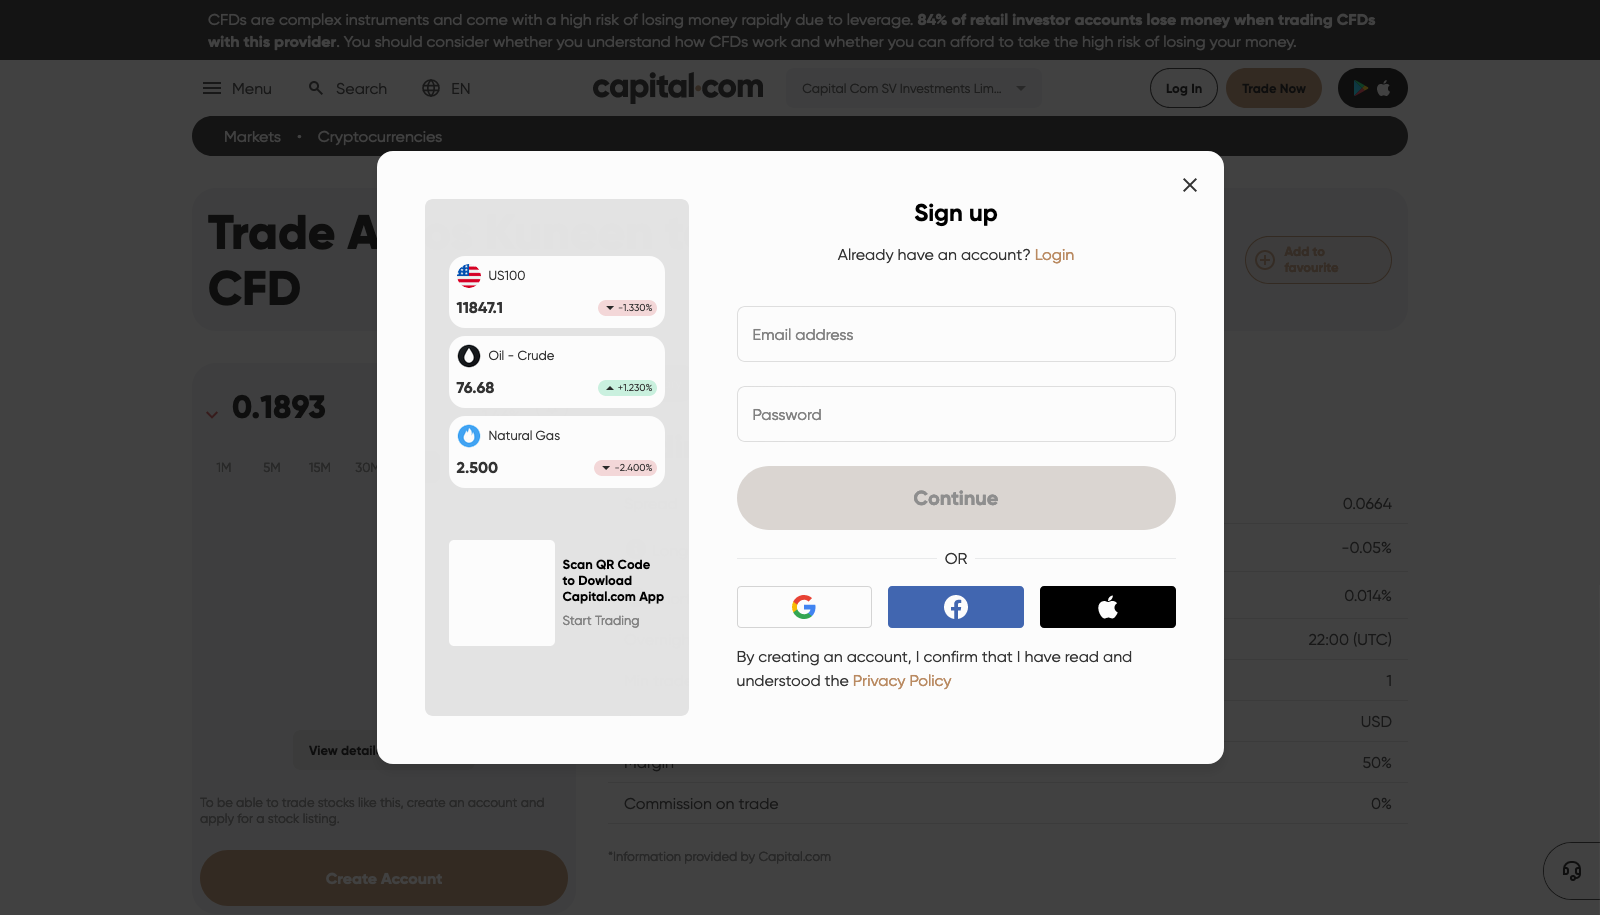 CFDs are complex instruments and come with a high risk of losing money rapidly due to leverage. 84% of retail investor accounts lose money when trading CFDs
with this provider. You should consider whether you understand how CFDs work and whether you can afford to take the high risk of losing your money.
Menu
Search
EN
capital.com
Capital Com SV Investments Lim...
Log In
Trade Now
Markets • Cryptocurrencies
Trade A
CFD
Add to
favourite
0.1893
1M
5M
15M
30M
View detail
To be able to trade stocks like this, create an account and
apply for a stock listing.
Create Account
0.0664
-0.05%
0.014%
22:00 (UTC)
1
USD
Margin
50%
Commission on trade
0%
*Information provided by Capital.com
US100
11847.1
-1.330%
Oil - Crude
76.68
+1.230%
Natural Gas
2.500
-2.400%
Scan QR Code
to Dowload
Capital.com App
Start Trading
Sign up
Already have an account? Login
Email address
Password
Continue
OR
By creating an account, I confirm that I have read and
understood the Privacy Policy